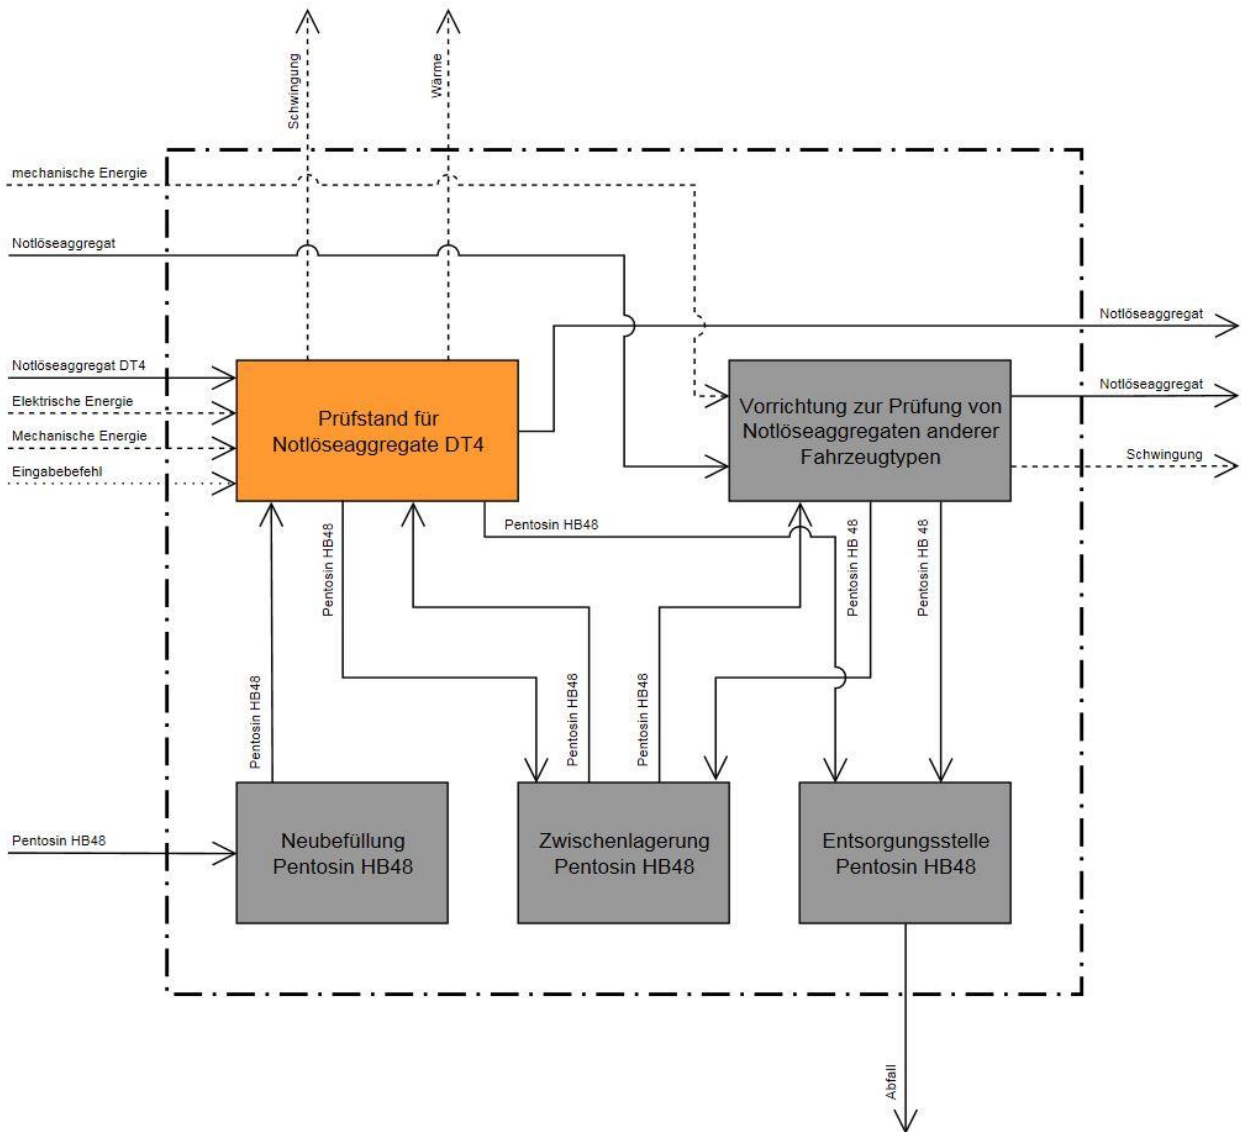 Schwingung
Wärme
mechanische Energie
Notlöseaggregat
Notlöseaggregat
Notlöseaggregat DT4
Elektrische Energie
Mechanische Energie
Eingabebefehl
Prüfstand für
Notlöseaggregate DT4
Vorrichtung zur Prüfung von
Notlöseaggregaten anderer
Fahrzeugtypen
Notlöseaggregat
Schwingung
Pentosin HB48
Pentosin HB48
Pentosin HB 48
Pentosin HB 48
Pentosin HB48
Pentosin HB48
Pentosin HB48
Pentosin HB48
Neubefüllung
Pentosin HB48
Zwischenlagerung
Pentosin HB48
Entsorgungsstelle
Pentosin HB48
Abfall